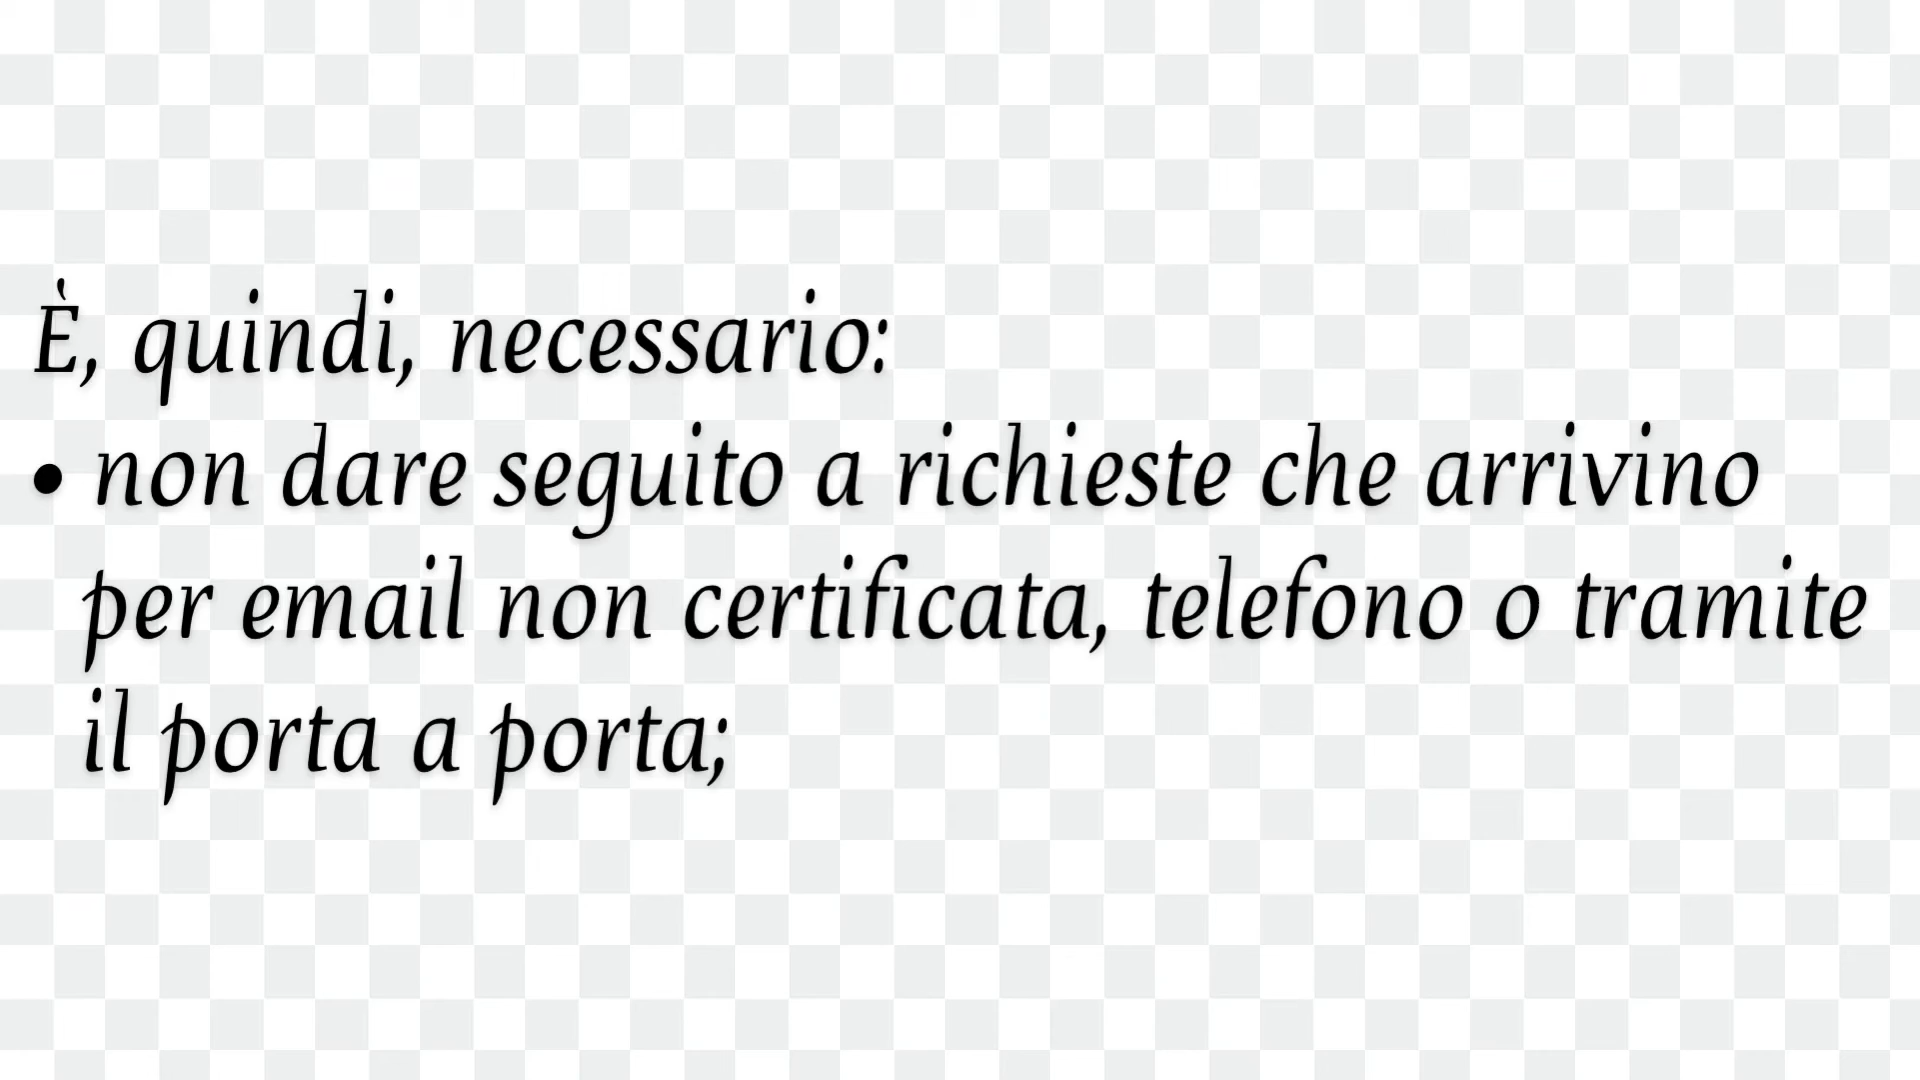 È, quindi, necessario:
• non dare seguito a richieste che arrivino
per email non certificata, telefono o tramite
il porta a porta;